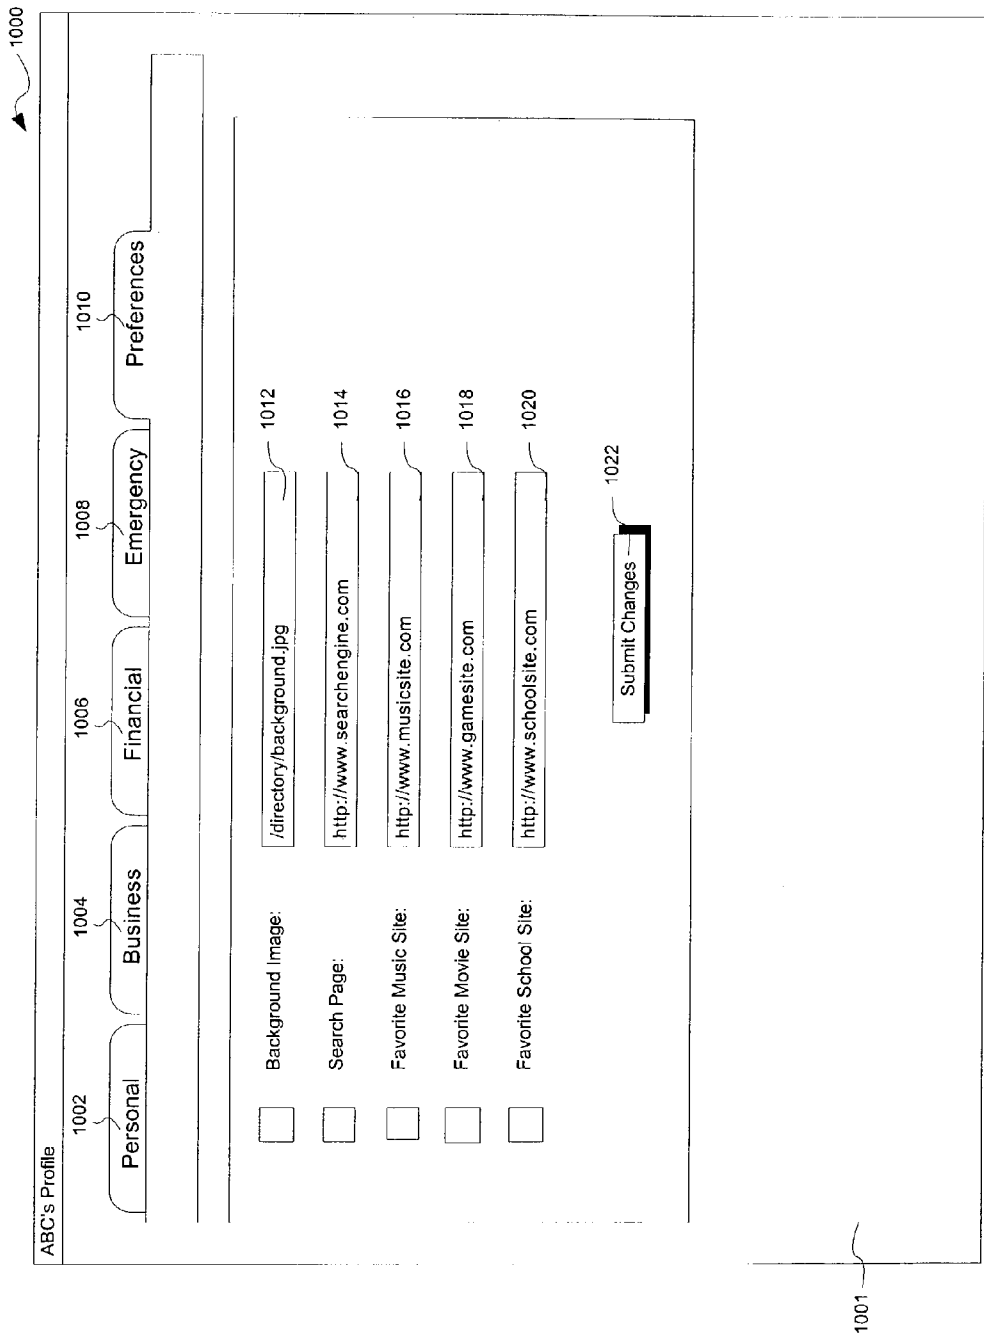 1000
ABC's Profile
1002
1004
1006
1008
1010
Personal
Business
Financial
Emergency
Preferences
Background Image:
/directory/background.jpg
1012
Search Page:
http://www.searchengine.com
1014
Favorite Music Site:
http://www.musicsite.com
1016
Favorite Movie Site:
http://www.gamesite.com
1018
Favorite School Site:
http://www.schoolsite.com
1020
1022
Submit Changes
1001